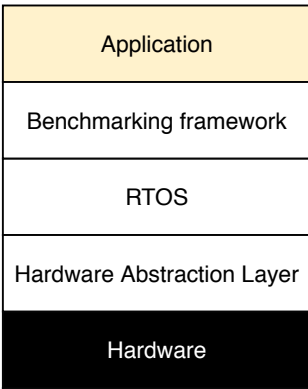 Application
Benchmarking framework
RTOS
Hardware Abstraction Layer
Hardware